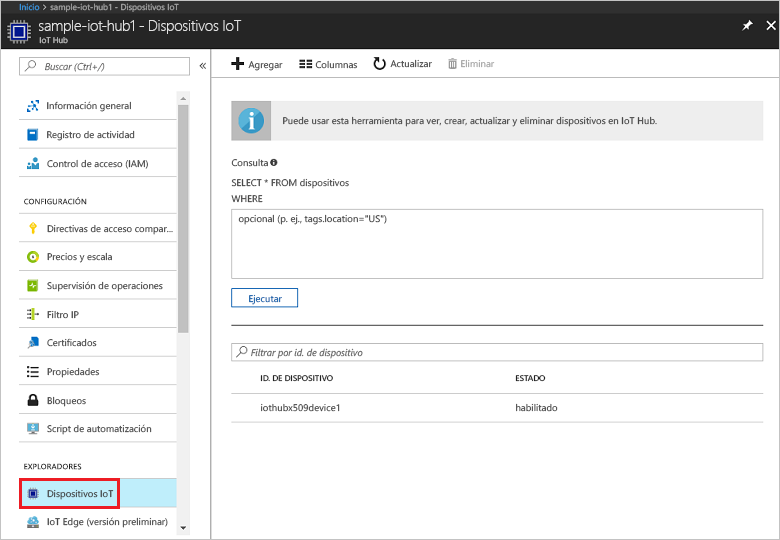 Inicio > sample-iot-hub1 - Dispositivos IoT
sample-iot-hub1 - Dispositivos IoT
IoT Hub
Buscar (Ctrl+/)
«
Información general
Registro de actividad
Control de acceso (IAM)
CONFIGURACIÓN
Directivas de acceso compar...
Precios y escala
Supervisión de operaciones
Filtro IP
Certificados
Propiedades
Bloqueos
Script de automatización
EXPLORADORES
Dispositivos IoT
IoT Edge (versión preliminar)
Agregar Columnas Actualizar Eliminar
Puede usar esta herramienta para ver, crear, actualizar y eliminar dispositivos en IoT Hub.
Consulta
SELECT * FROM dispositivos
WHERE
opcional (p. ej., tags.location="US")
Ejecutar
Filtrar por id. de dispositivo
ID. DE DISPOSITIVO ESTADO
iothubx509device1 habilitado